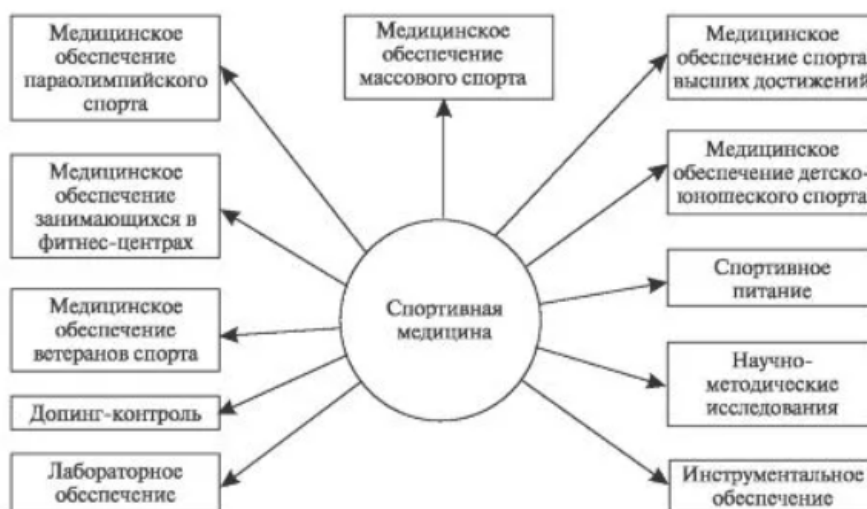 Медицинское
обеспечение
параолимпийского
спорта
Медицинское
обеспечение
массового спорта
Медицинское
обеспечение спорта
высших достижений
Медицинское
обеспечение
занимающихся в
фитнес-центрах
Медицинское
обеспечение детско-
юношеского спорта
Спортивная
медицина
Спортивное
питание
Медицинское
обеспечение
ветеранов спорта
Научно-
методические
исследования
Допинг-контроль
Лабораторное
обеспечение
Инструментальное
обеспечение